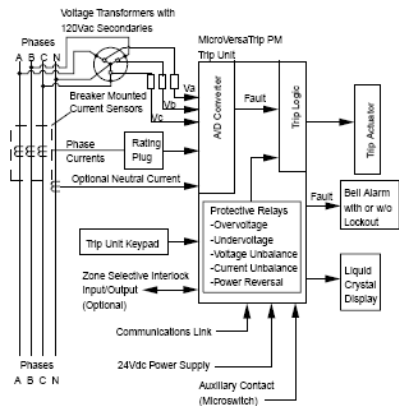 Voltage Transformers with
120Vac Secondaries
MicroVersaTrip PM
Trip Unit
Phases
A B C N
Va
Vb
Vc
Breaker Mounted
Current Sensors
A/D Converter
Fault
Trip Logic
Trip Actuator
Phase
Currents
Rating
Plug
Optional Neutral Current
Protective Relays
-Overvoltage
-Undervoltage
-Voltage Unbalance
-Current Unbalance
-Power Reversal
Fault
Bell Alarm
with or w/o
Lockout
Trip Unit Keypad
Zone Selective Interlock
Input/Output
(Optional)
Liquid
Crystal
Display
Communications Link
24Vdc Power Supply
Auxiliary Contact
(Microswitch)
Phases
A B C N